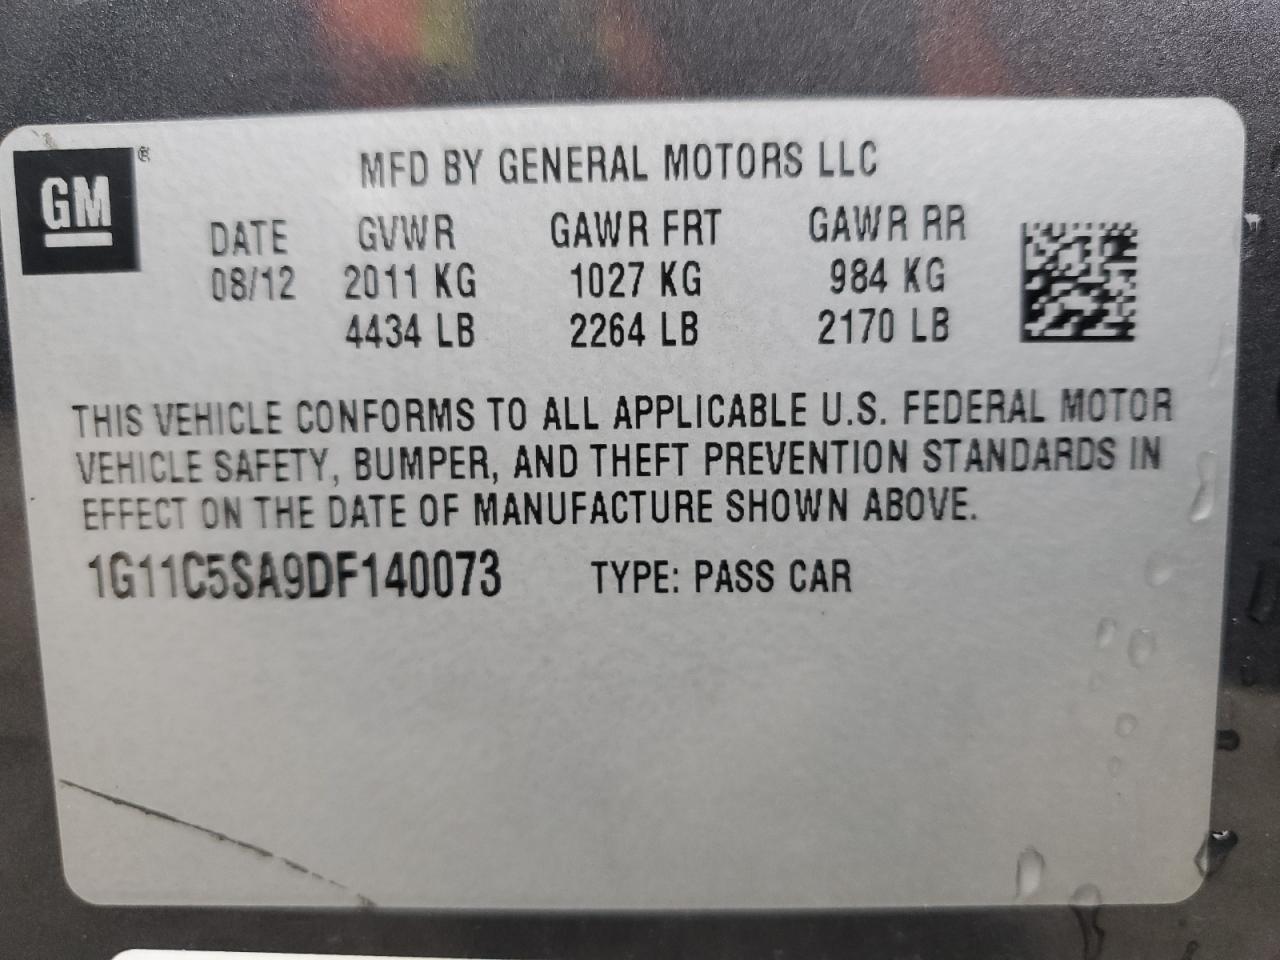 GM ®
MFD BY GENERAL MOTORS LLC
DATE GVWR GAWR FRT GAWR RR
08/12 2011 KG 1027 KG 984 KG
4434 LB 2264 LB 2170 LB
THIS VEHICLE CONFORMS TO ALL APPLICABLE U.S. FEDERAL MOTOR
VEHICLE SAFETY, BUMPER, AND THEFT PREVENTION STANDARDS IN
EFFECT ON THE DATE OF MANUFACTURE SHOWN ABOVE.
1G11C5SA9DF140073 TYPE: PASS CAR